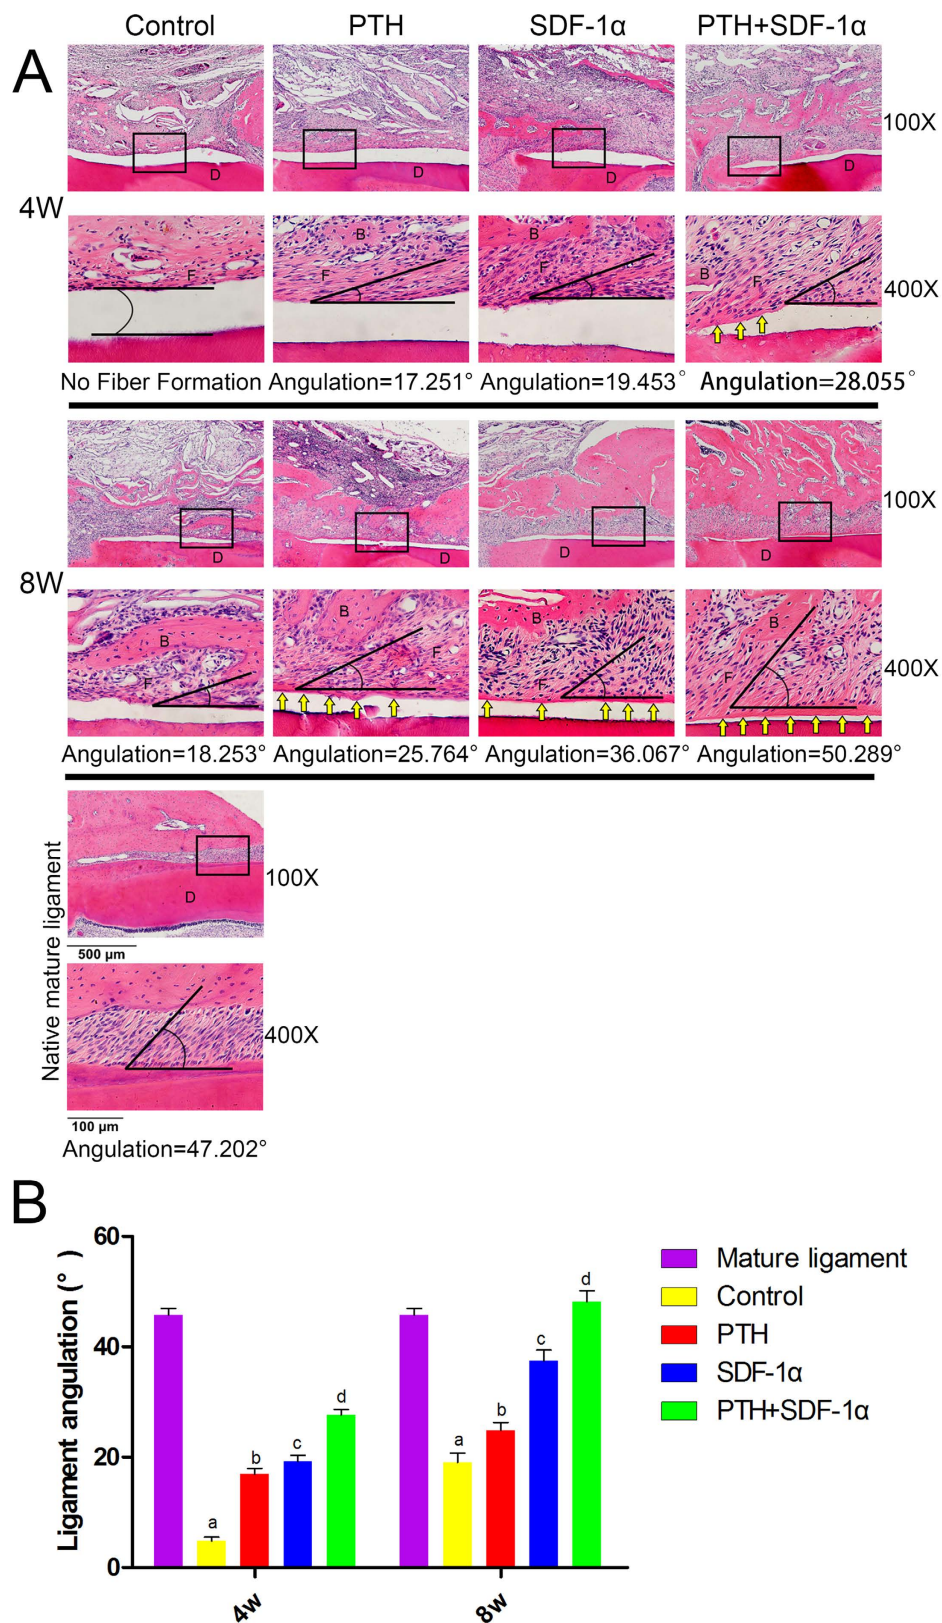 Control PTH SDF-1α PTH+SDF-1α
A
100X
D D D D
4W
B B B
F F F F
400X
No Fiber Formation Angulation=17.251° Angulation=19.453° Angulation=28.055°
100X
D D D D
8W
B B B B
F F F F
400X
Angulation=18.253° Angulation=25.764° Angulation=36.067° Angulation=50.289°
Native mature ligament
100X
D
500 µm
400X
100 µm
Angulation=47.202°
B
Ligament angulation (°)
60
40
20
0
a b c d
a b c d
4w 8w
Mature ligament
Control
PTH
SDF-1α
PTH+SDF-1α